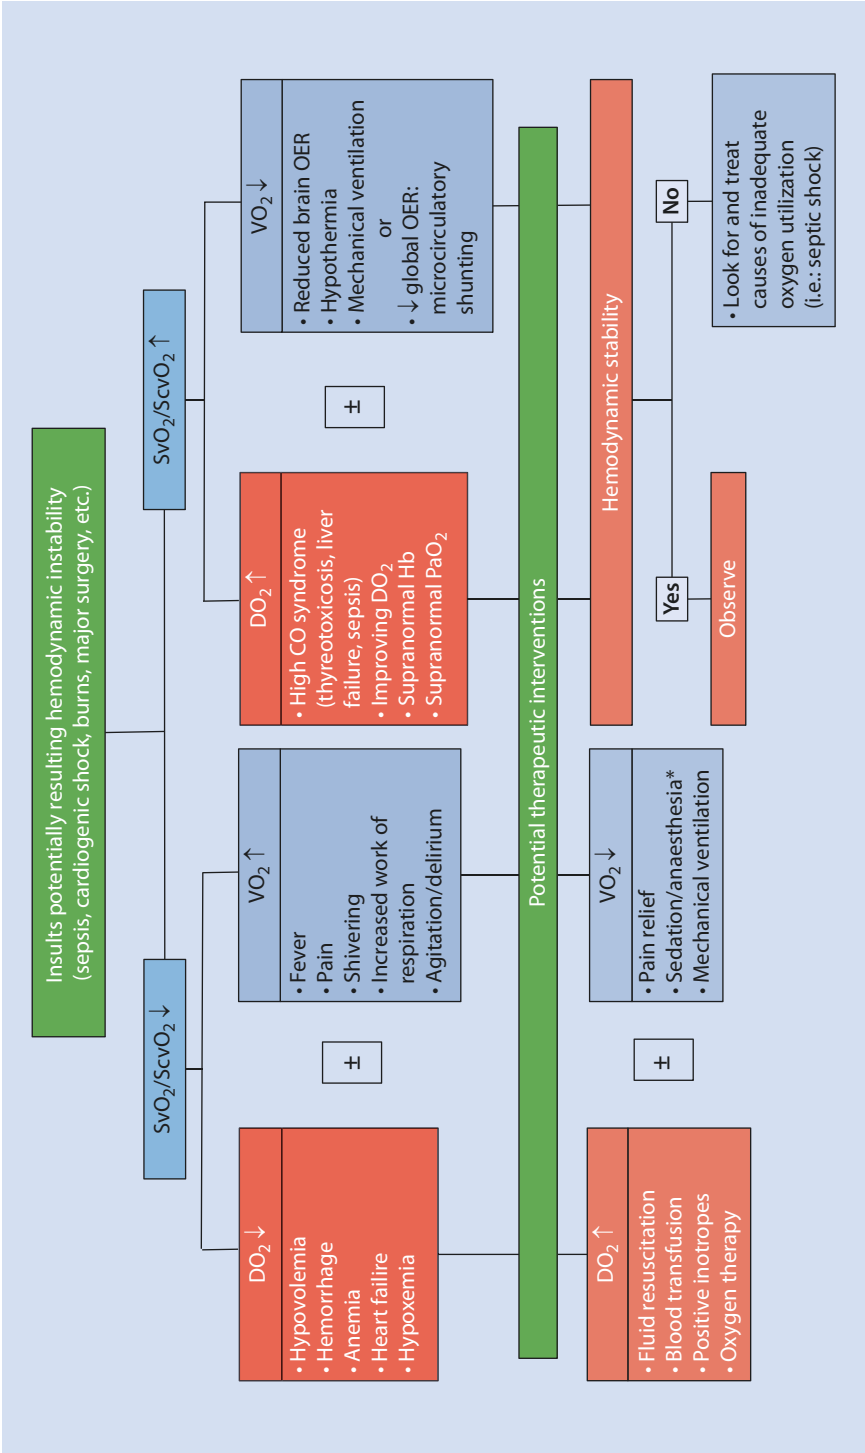 Insults potentially resulting hemodynamic instability
(sepsis, cardiogenic shock, burns, major surgery, etc.)
SvO₂/ScvO₂ ↓
SvO₂/ScvO₂ ↑
DO₂ ↓
• Hypovolemia
• Hemorrhage
• Anemia
• Heart failire
• Hypoxemia
±
VO₂ ↑
• Fever
• Pain
• Shivering
• Increased work of
respiration
• Agitation/delirium
DO₂ ↑
• High CO syndrome
(thyreotoxicosis, liver
failure, sepsis)
• Improving DO₂
• Supranormal Hb
• Supranormal PaO₂
±
VO₂ ↓
• Reduced brain OER
• Hypothermia
• Mechanical ventilation
or
• ↓ global OER:
microcirculatory
shunting
Potential therapeutic interventions
DO₂ ↑
• Fluid resuscitation
• Blood transfusion
• Positive inotropes
• Oxygen therapy
±
VO₂ ↓
• Pain relief
• Sedation/anaesthesia*
• Mechanical ventilation
Hemodynamic stability
Yes
No
Observe
• Look for and treat
causes of inadequate
oxygen utilization
(i.e.: septic shock)